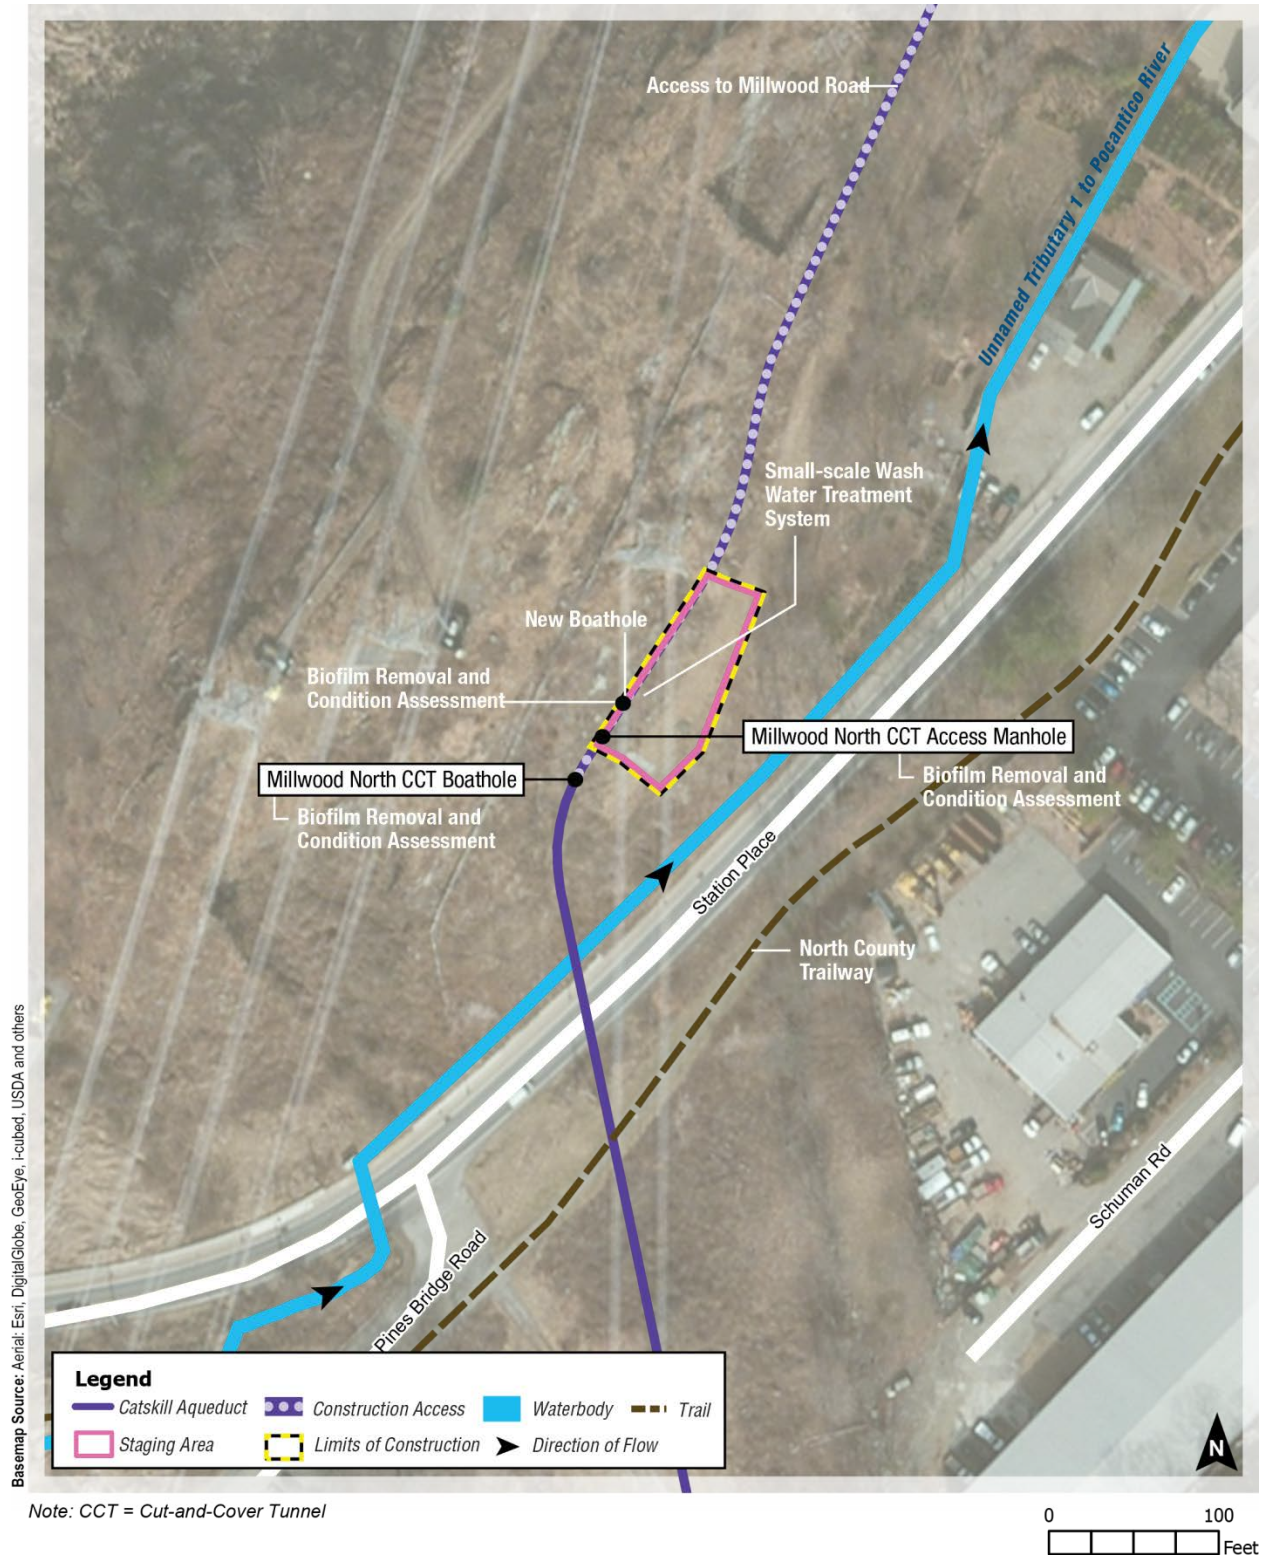 Access to Millwood Road
Unnamed Tributary 1 to Pocantico River
Small-scale Wash
Water Treatment
System
New Boathole
Biofilm Removal and
Condition Assessment
Millwood North CCT Access Manhole
Biofilm Removal and
Condition Assessment
Millwood North CCT Boathole
Biofilm Removal and
Condition Assessment
Station Place
North County
Trailway
Schuman Rd
Pines Bridge Road
Basemap Source: Aerial: Esri, DigitalGlobe, GeoEye, i-cubed, USDA and others
Legend
Catskill Aqueduct
Construction Access
Waterbody
Trail
Staging Area
Limits of Construction
Direction of Flow
N
Note: CCT = Cut-and-Cover Tunnel
0 100
Feet